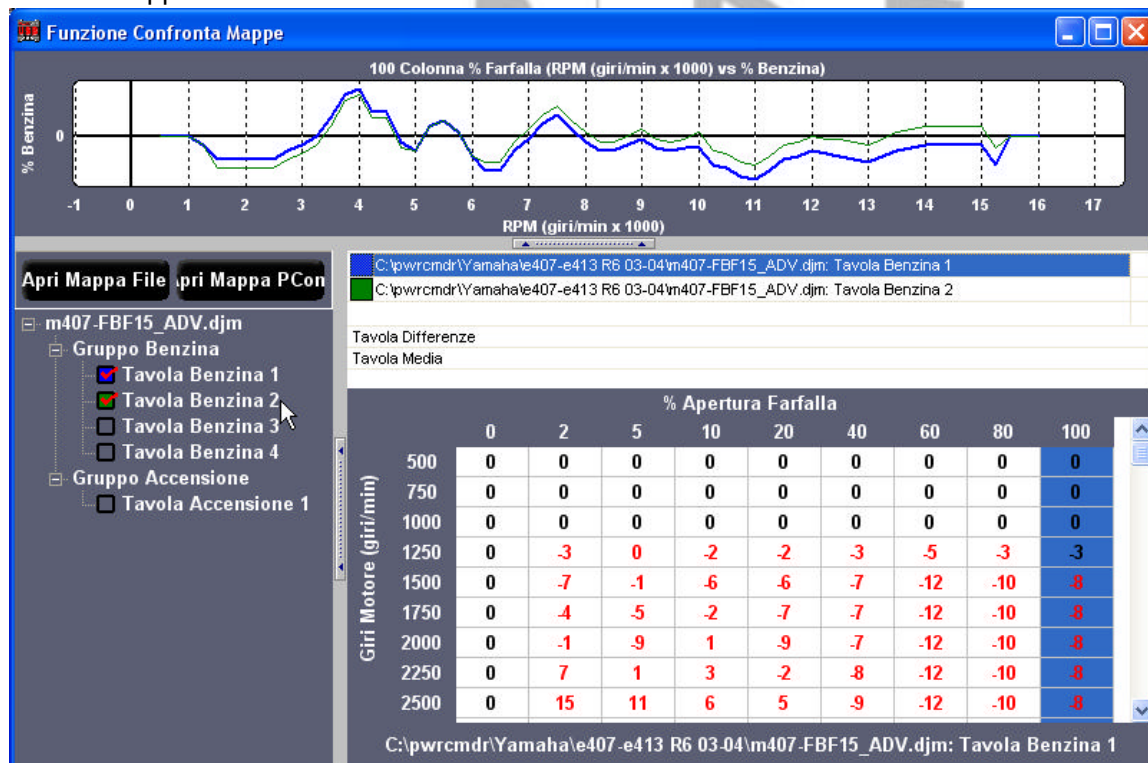 Funzione Confronta Mappe
100 Colonna % Farfalla (RPM (giri/min x 1000) vs % Benzina)
% Benzina
0
-1 0 1 2 3 4 5 6 7 8 9 10 11 12 13 14 15 16 17
RPM (giri/min x 1000)
Apri Mappa File pri Mappa PCon
C:\pwrcmdr\Yamaha\e407-e413 R6 03-04\m407-FBF15_ADV.djm: Tavola Benzina 1
C:\pwrcmdr\Yamaha\e407-e413 R6 03-04\m407-FBF15_ADV.djm: Tavola Benzina 2
Tavola Differenze
Tavola Media
m407-FBF15_ADV.djm
Gruppo Benzina
Tavola Benzina 1
Tavola Benzina 2
Tavola Benzina 3
Tavola Benzina 4
Gruppo Accensione
Tavola Accensione 1
% Apertura Farfalla
0 2 5 10 20 40 60 80 100
Giri Motore (giri/min)
500 0 0 0 0 0 0 0 0 0
750 0 0 0 0 0 0 0 0 0
1000 0 0 0 0 0 0 0 0 0
1250 0 -3 0 -2 -2 -3 -5 -3 -3
1500 0 -7 -1 -6 -6 -7 -12 -10 -8
1750 0 -4 -5 -2 -7 -7 -12 -10 -8
2000 0 -1 -9 1 -9 -7 -12 -10 -8
2250 0 7 1 3 -2 -8 -12 -10 -8
2500 0 15 11 6 5 -9 -12 -10 -8
C:\pwrcmdr\Yamaha\e407-e413 R6 03-04\m407-FBF15_ADV.djm: Tavola Benzina 1